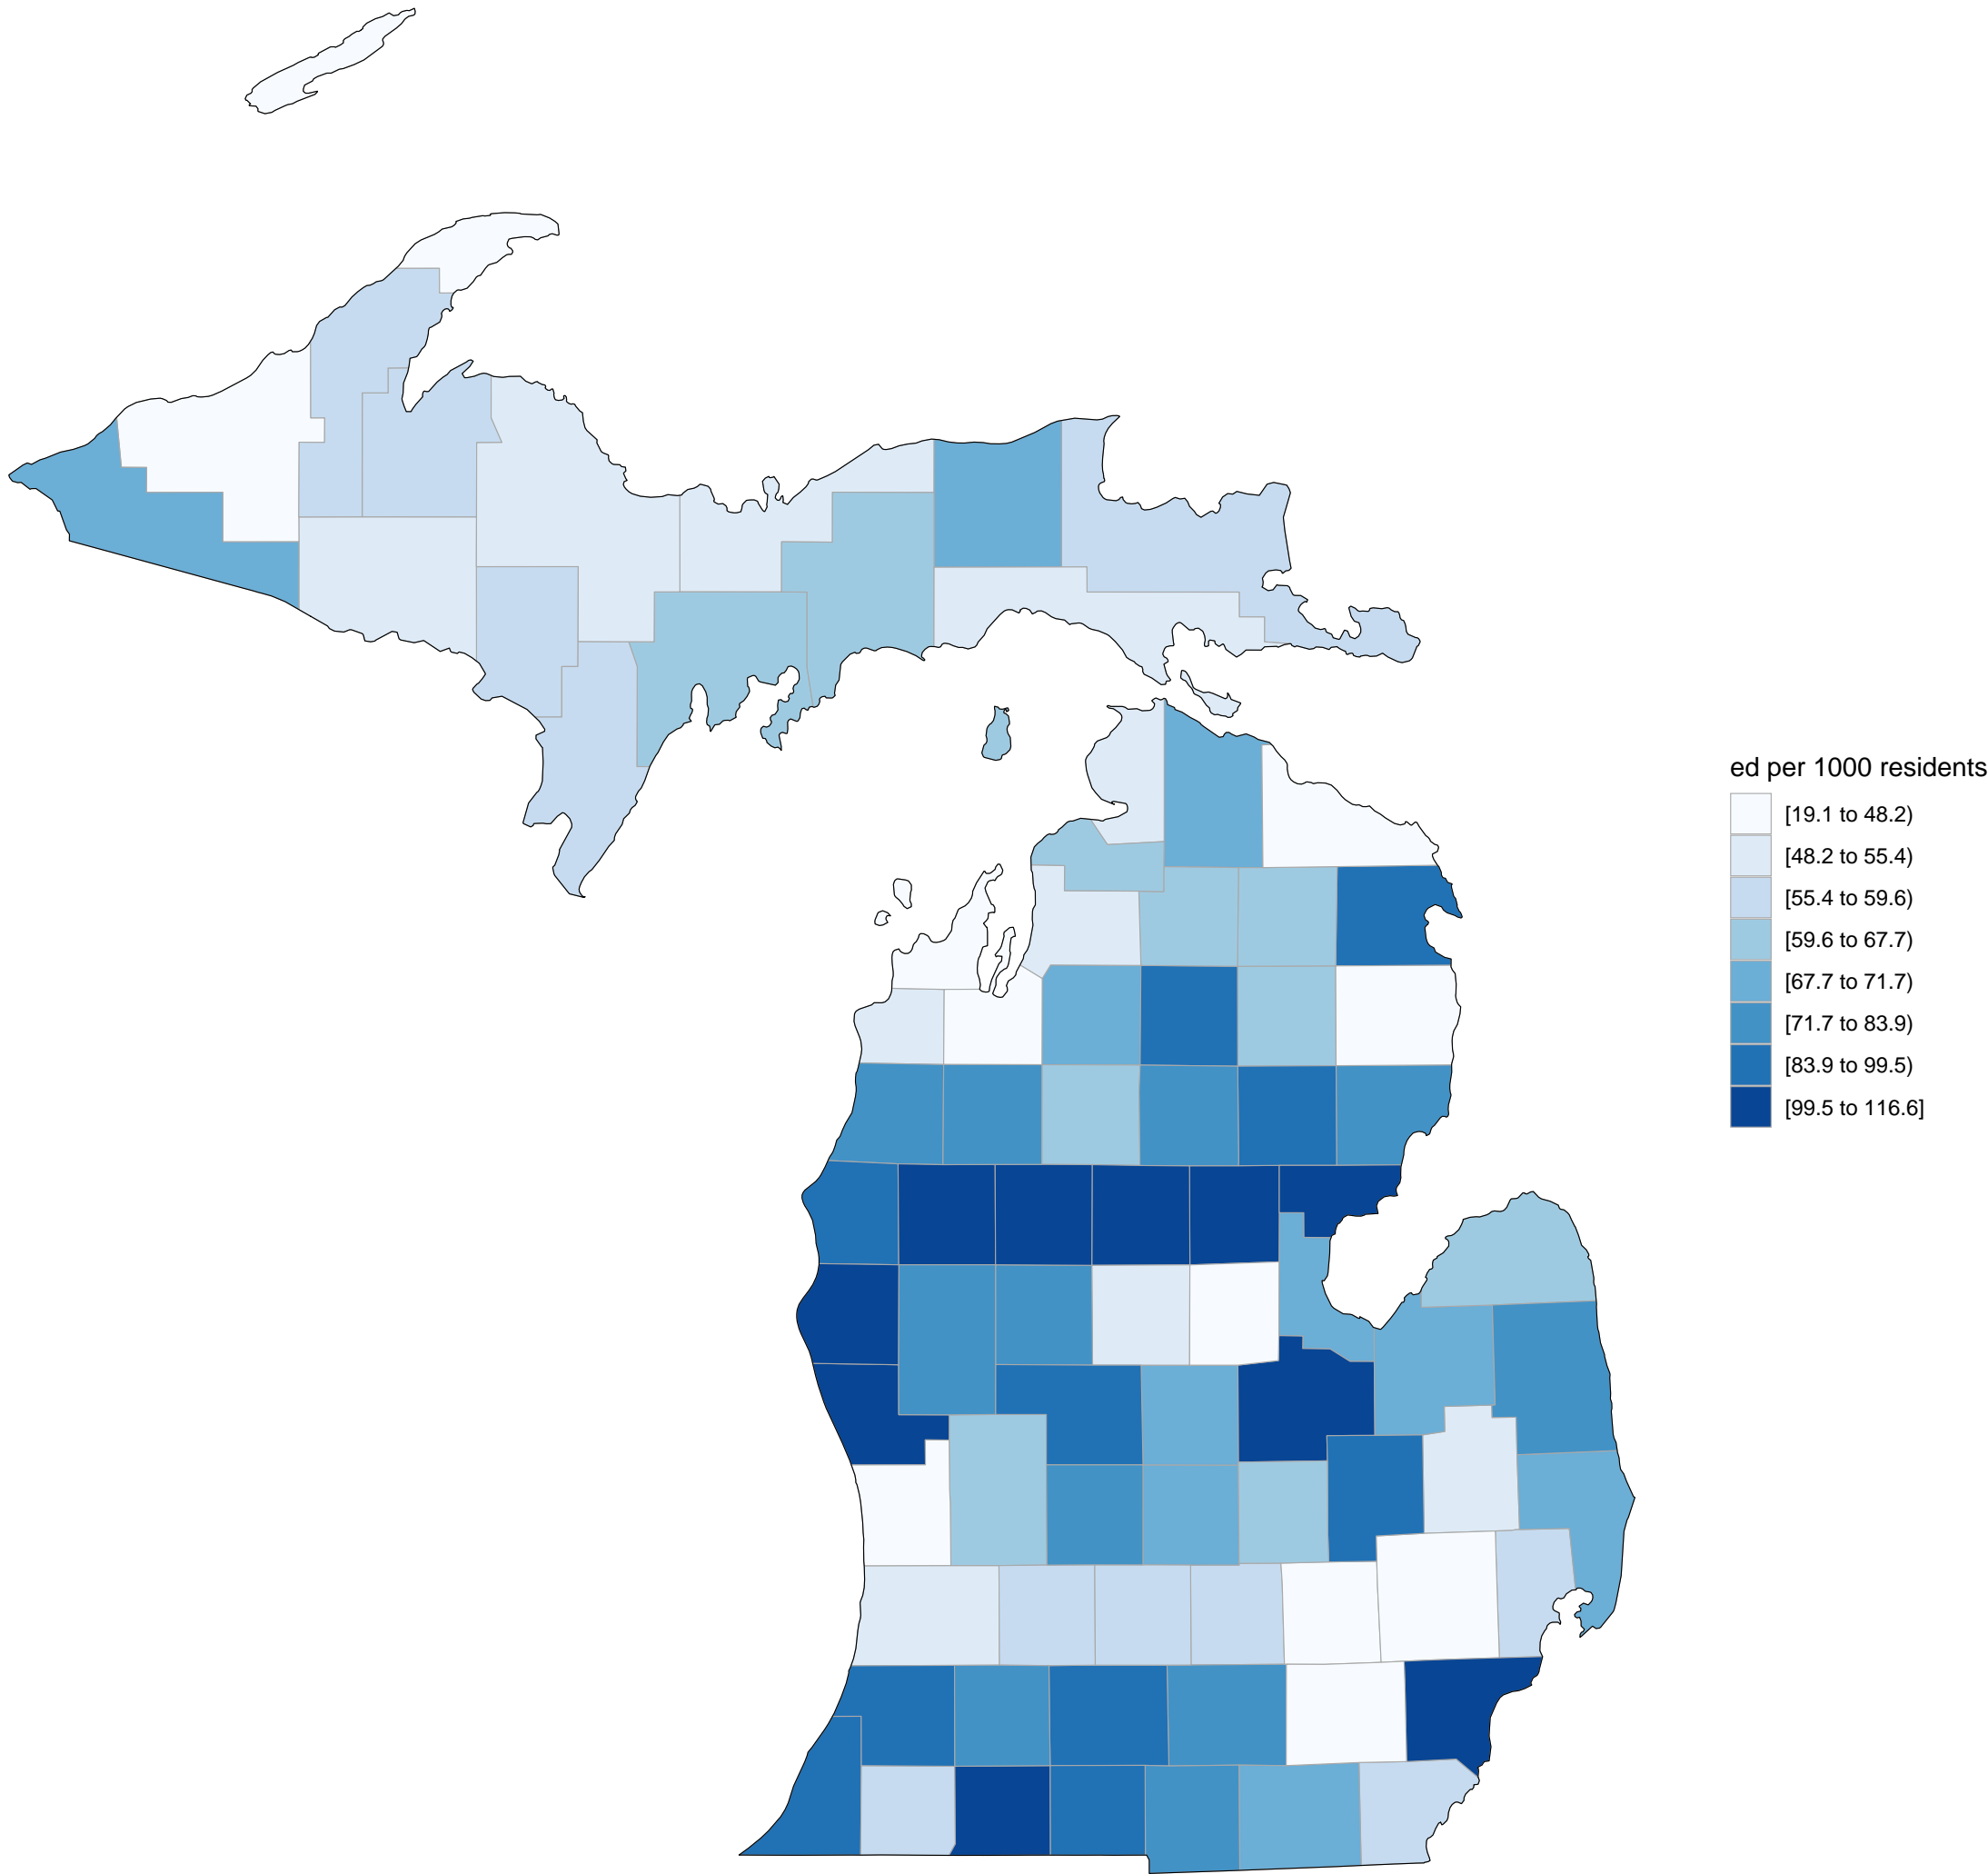 ed per 1000 residents
[19.1 to 48.2)
[48.2 to 55.4)
[55.4 to 59.6)
[59.6 to 67.7)
[67.7 to 71.7)
[71.7 to 83.9)
[83.9 to 99.5)
[99.5 to 116.6]